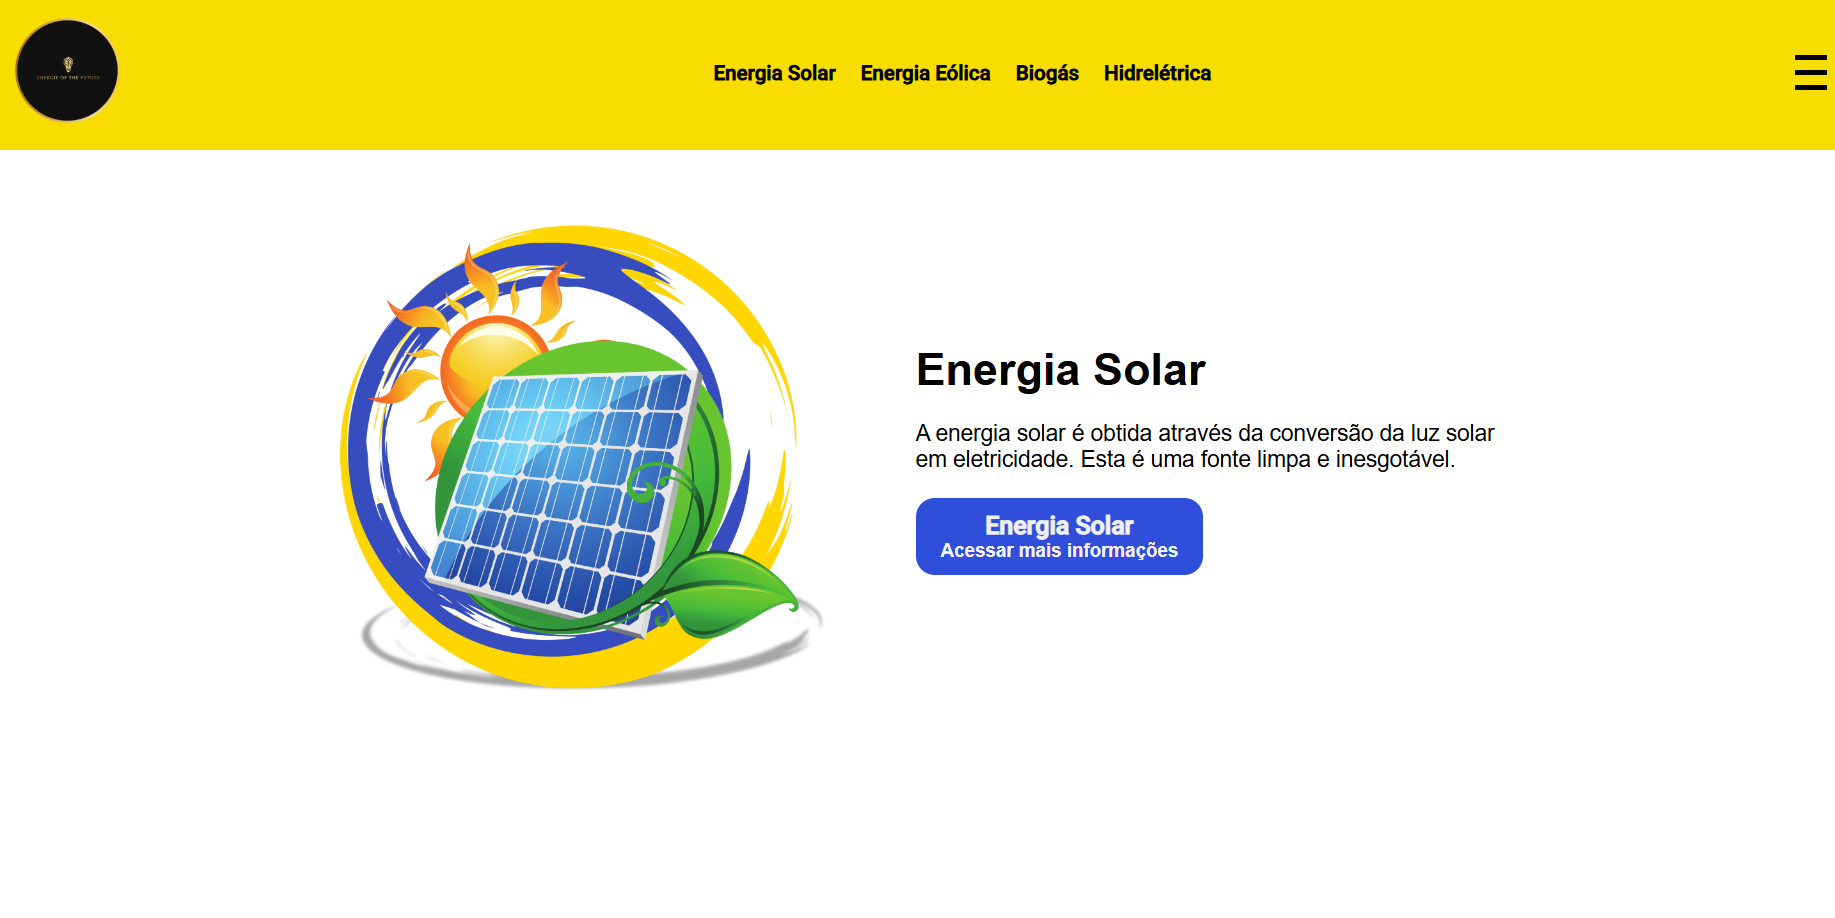 ENERGIE OF THE FUTURE
Energia Solar Energia Eólica Biogás Hidrelétrica
Energia Solar
A energia solar é obtida através da conversão da luz solar
em eletricidade. Esta é uma fonte limpa e inesgotável.
Energia Solar
Acessar mais informações